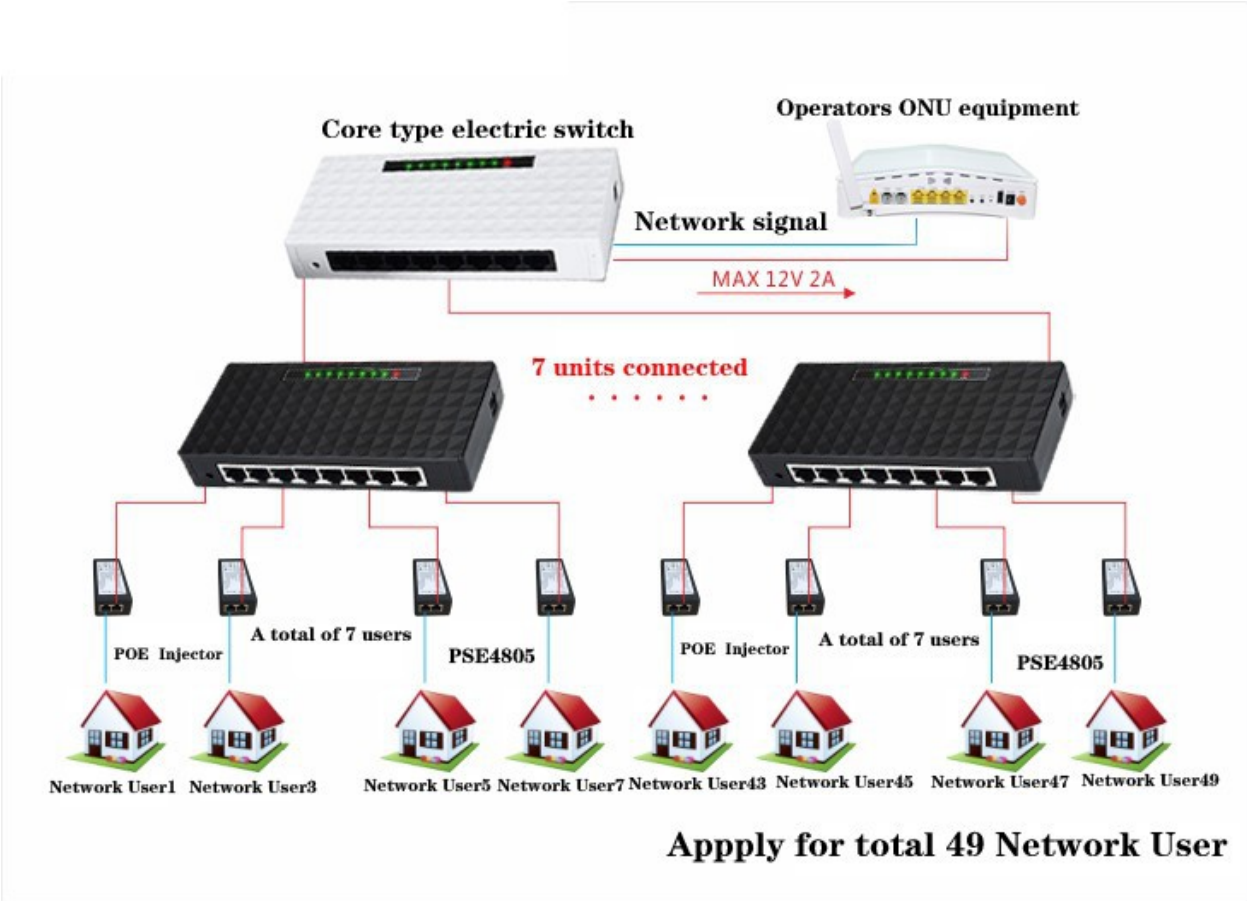 Operators ONU equipment
Core type electric switch
Network signal
MAX 12V 2A
7 units connected
A total of 7 users
POE Injector
PSE4805
A total of 7 users
POE Injector
PSE4805
Network User1
Network User3
Network User5
Network User7
Network User43
Network User45
Network User47
Network User49
Appply for total 49 Network User